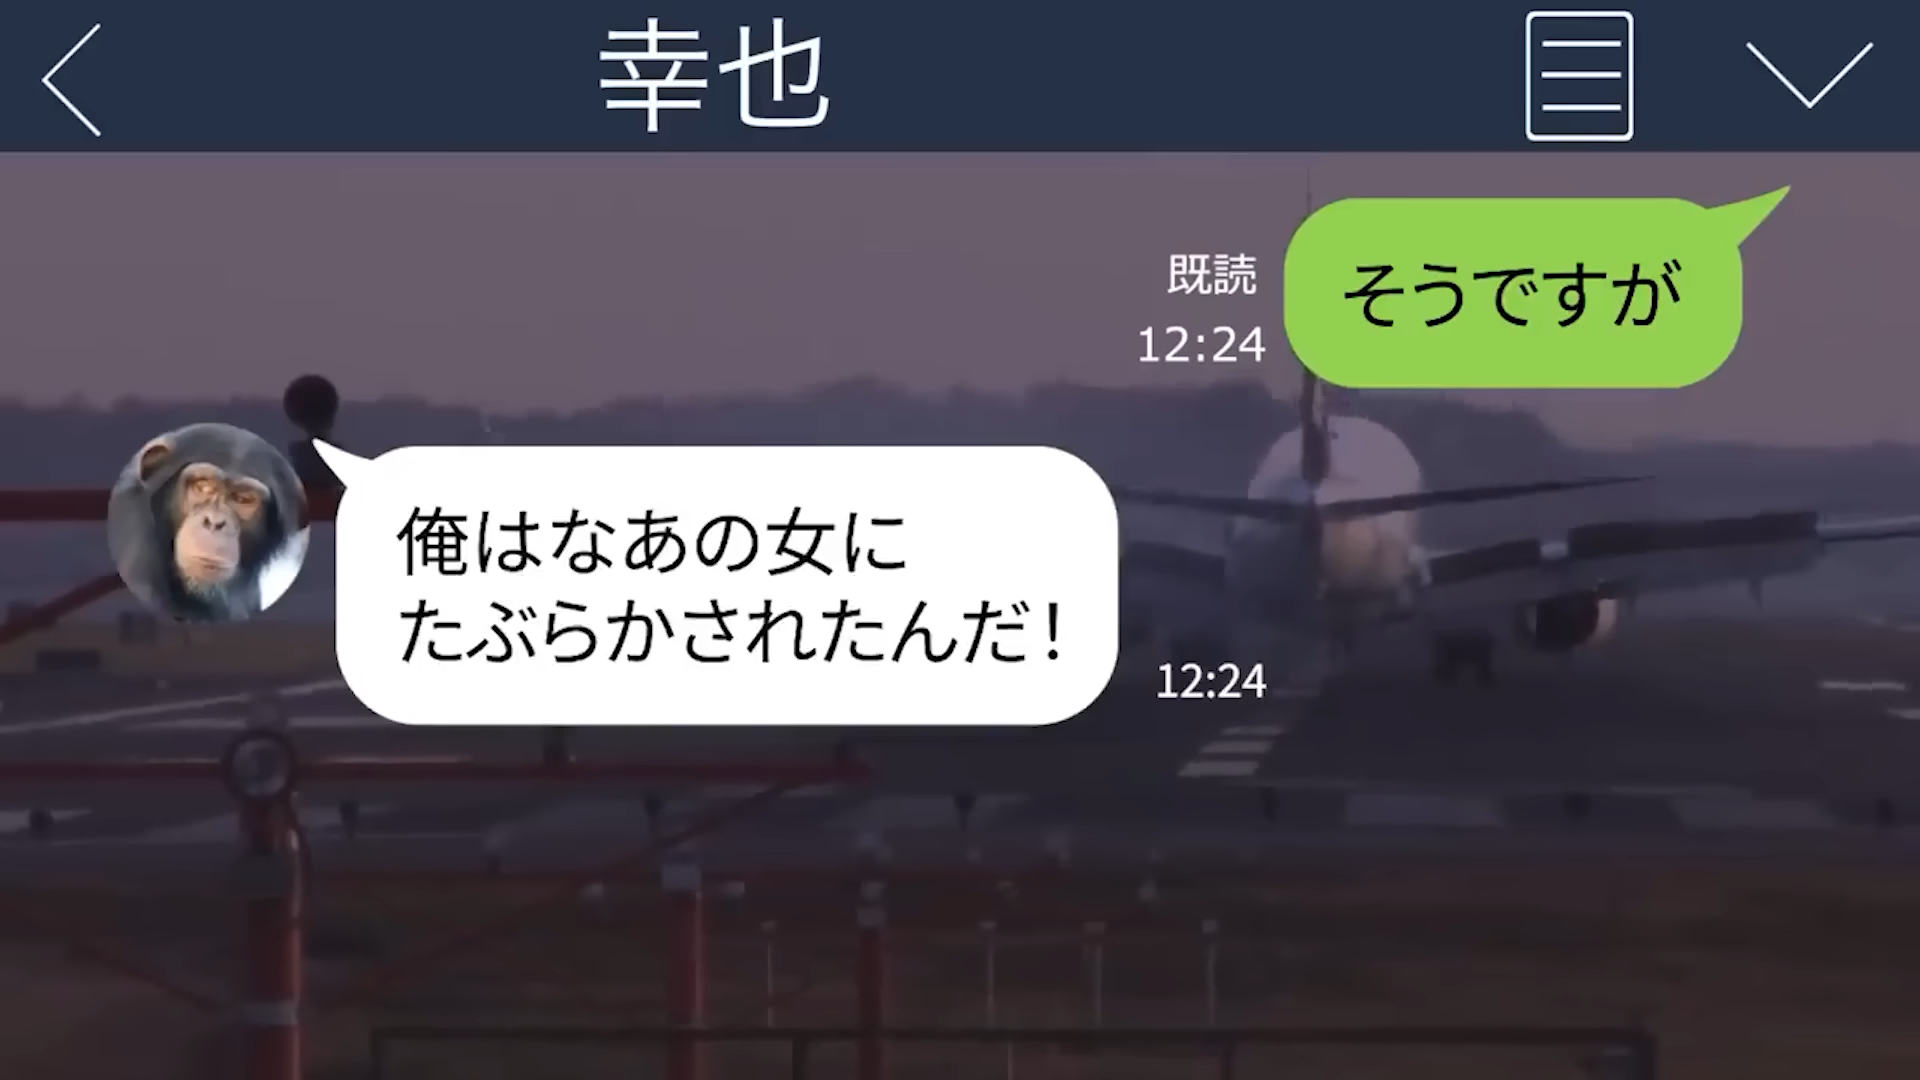 幸也
そうですが
既読
12:24
俺はなあの女に
たぶらかされたんだ！
12:24